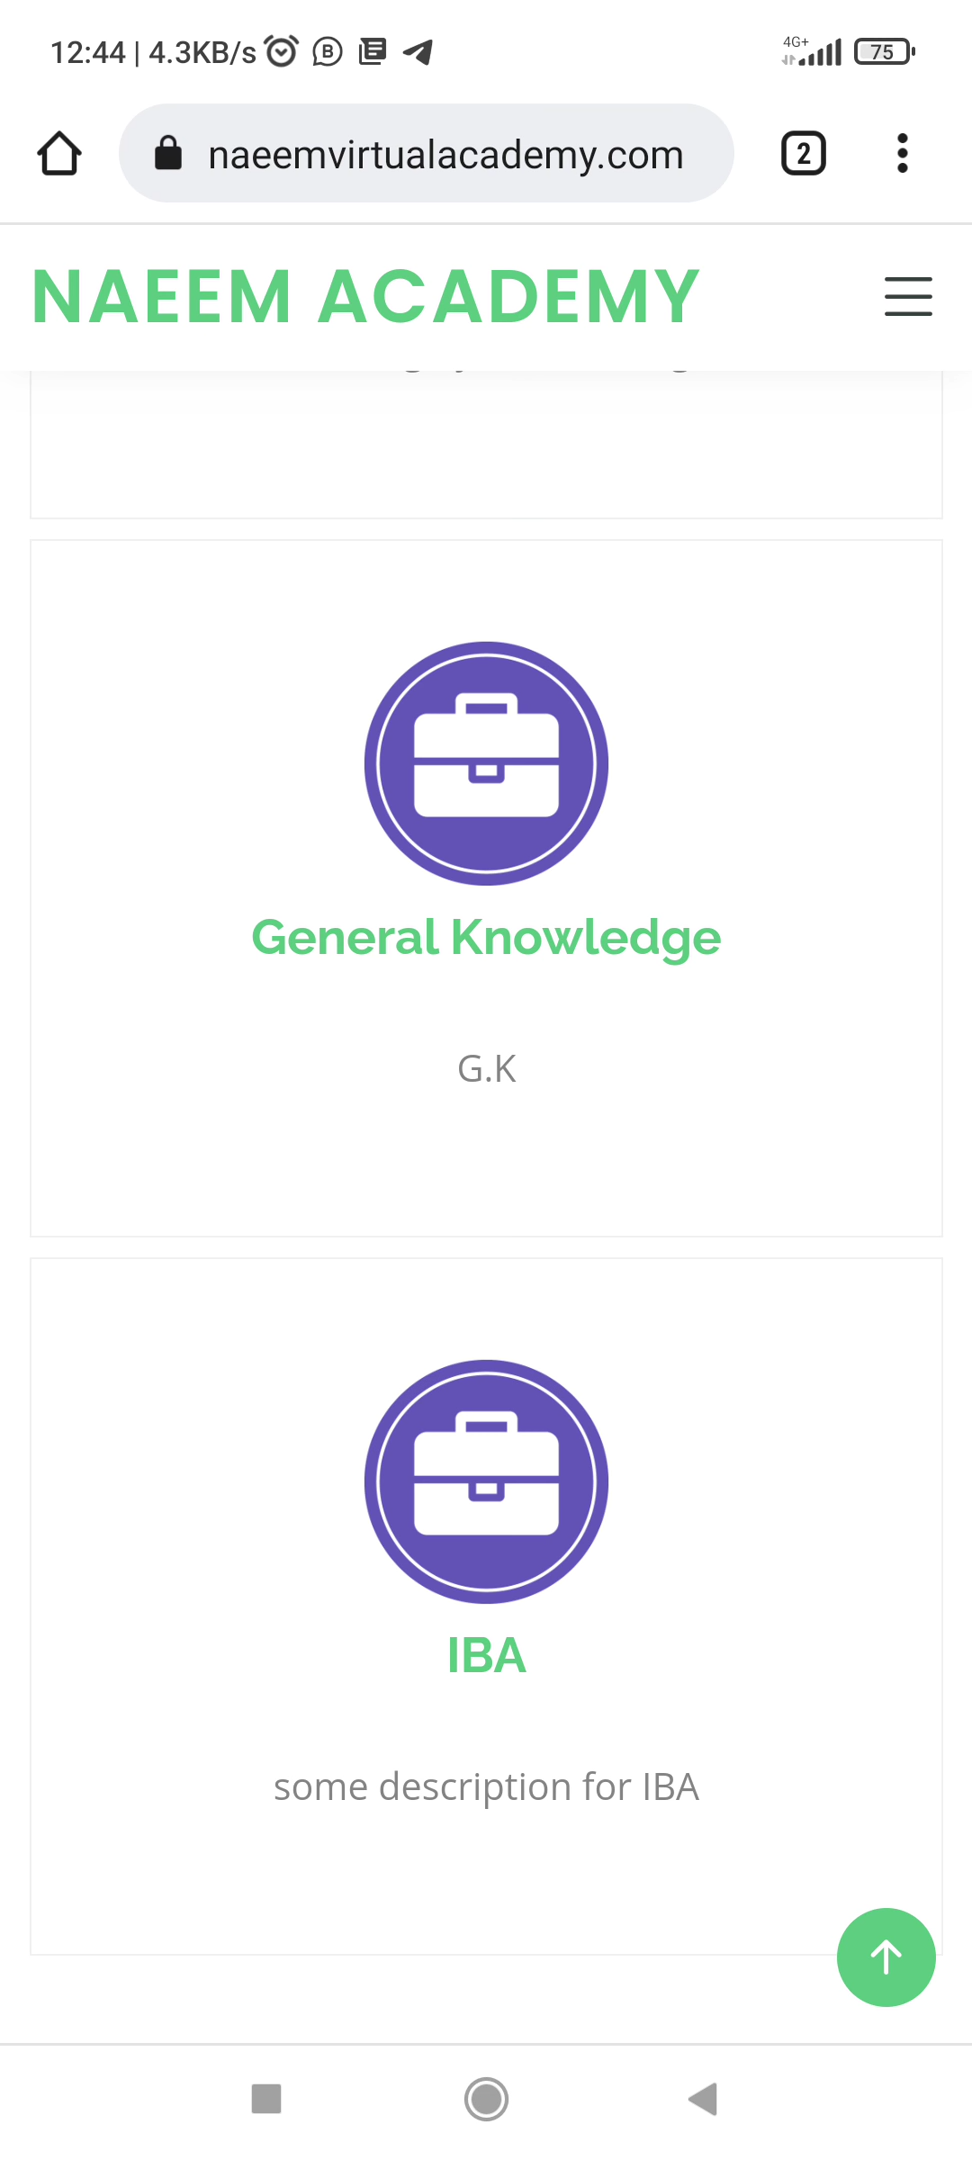 12:44 | 4.3KB/s
4G+
75
naeemvirtualacademy.com
2
NAEEM ACADEMY
General Knowledge
G.K
IBA
some description for IBA